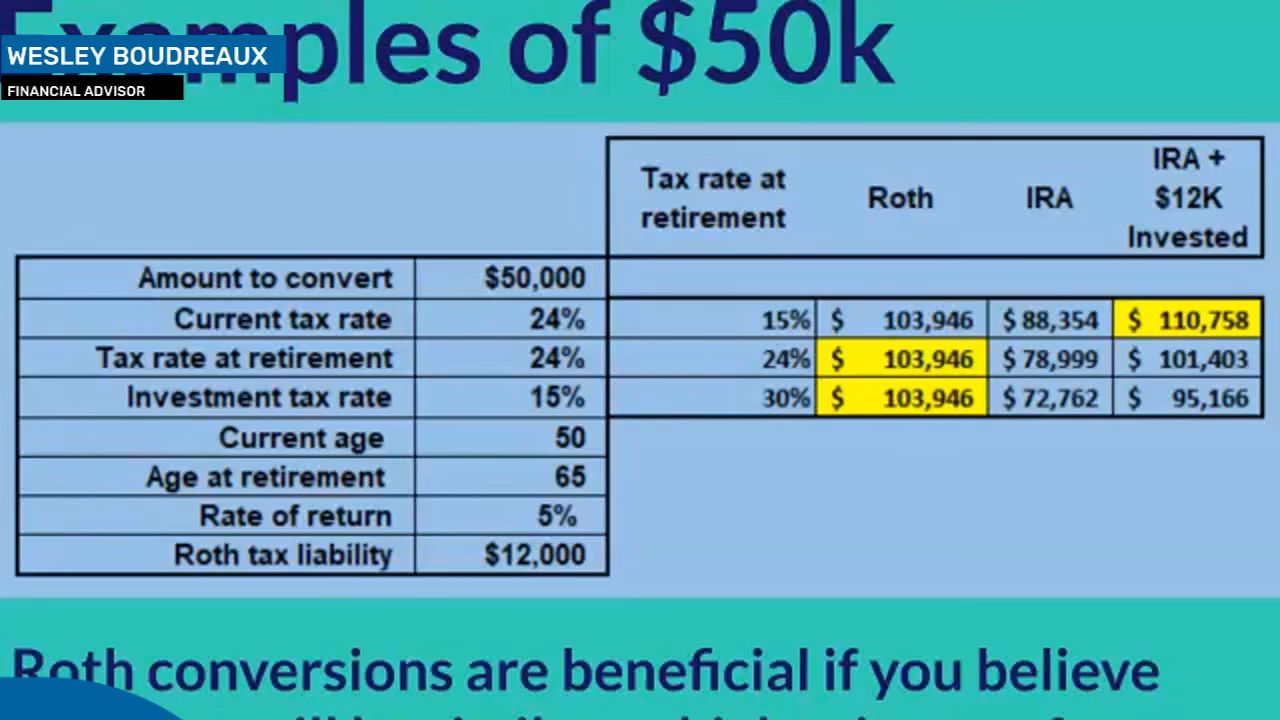 Examples of $50k
WESLEY BOUDREAUX
FINANCIAL ADVISOR
Tax rate at retirement Roth IRA IRA + $12K Invested
Amount to convert $50,000
Current tax rate 24% 15% $ 103,946 $ 88,354 $ 110,758
Tax rate at retirement 24% 24% $ 103,946 $ 78,999 $ 101,403
Investment tax rate 15% 30% $ 103,946 $ 72,762 $ 95,166
Current age 50
Age at retirement 65
Rate of return 5%
Roth tax liability $12,000
Roth conversions are beneficial if you believe